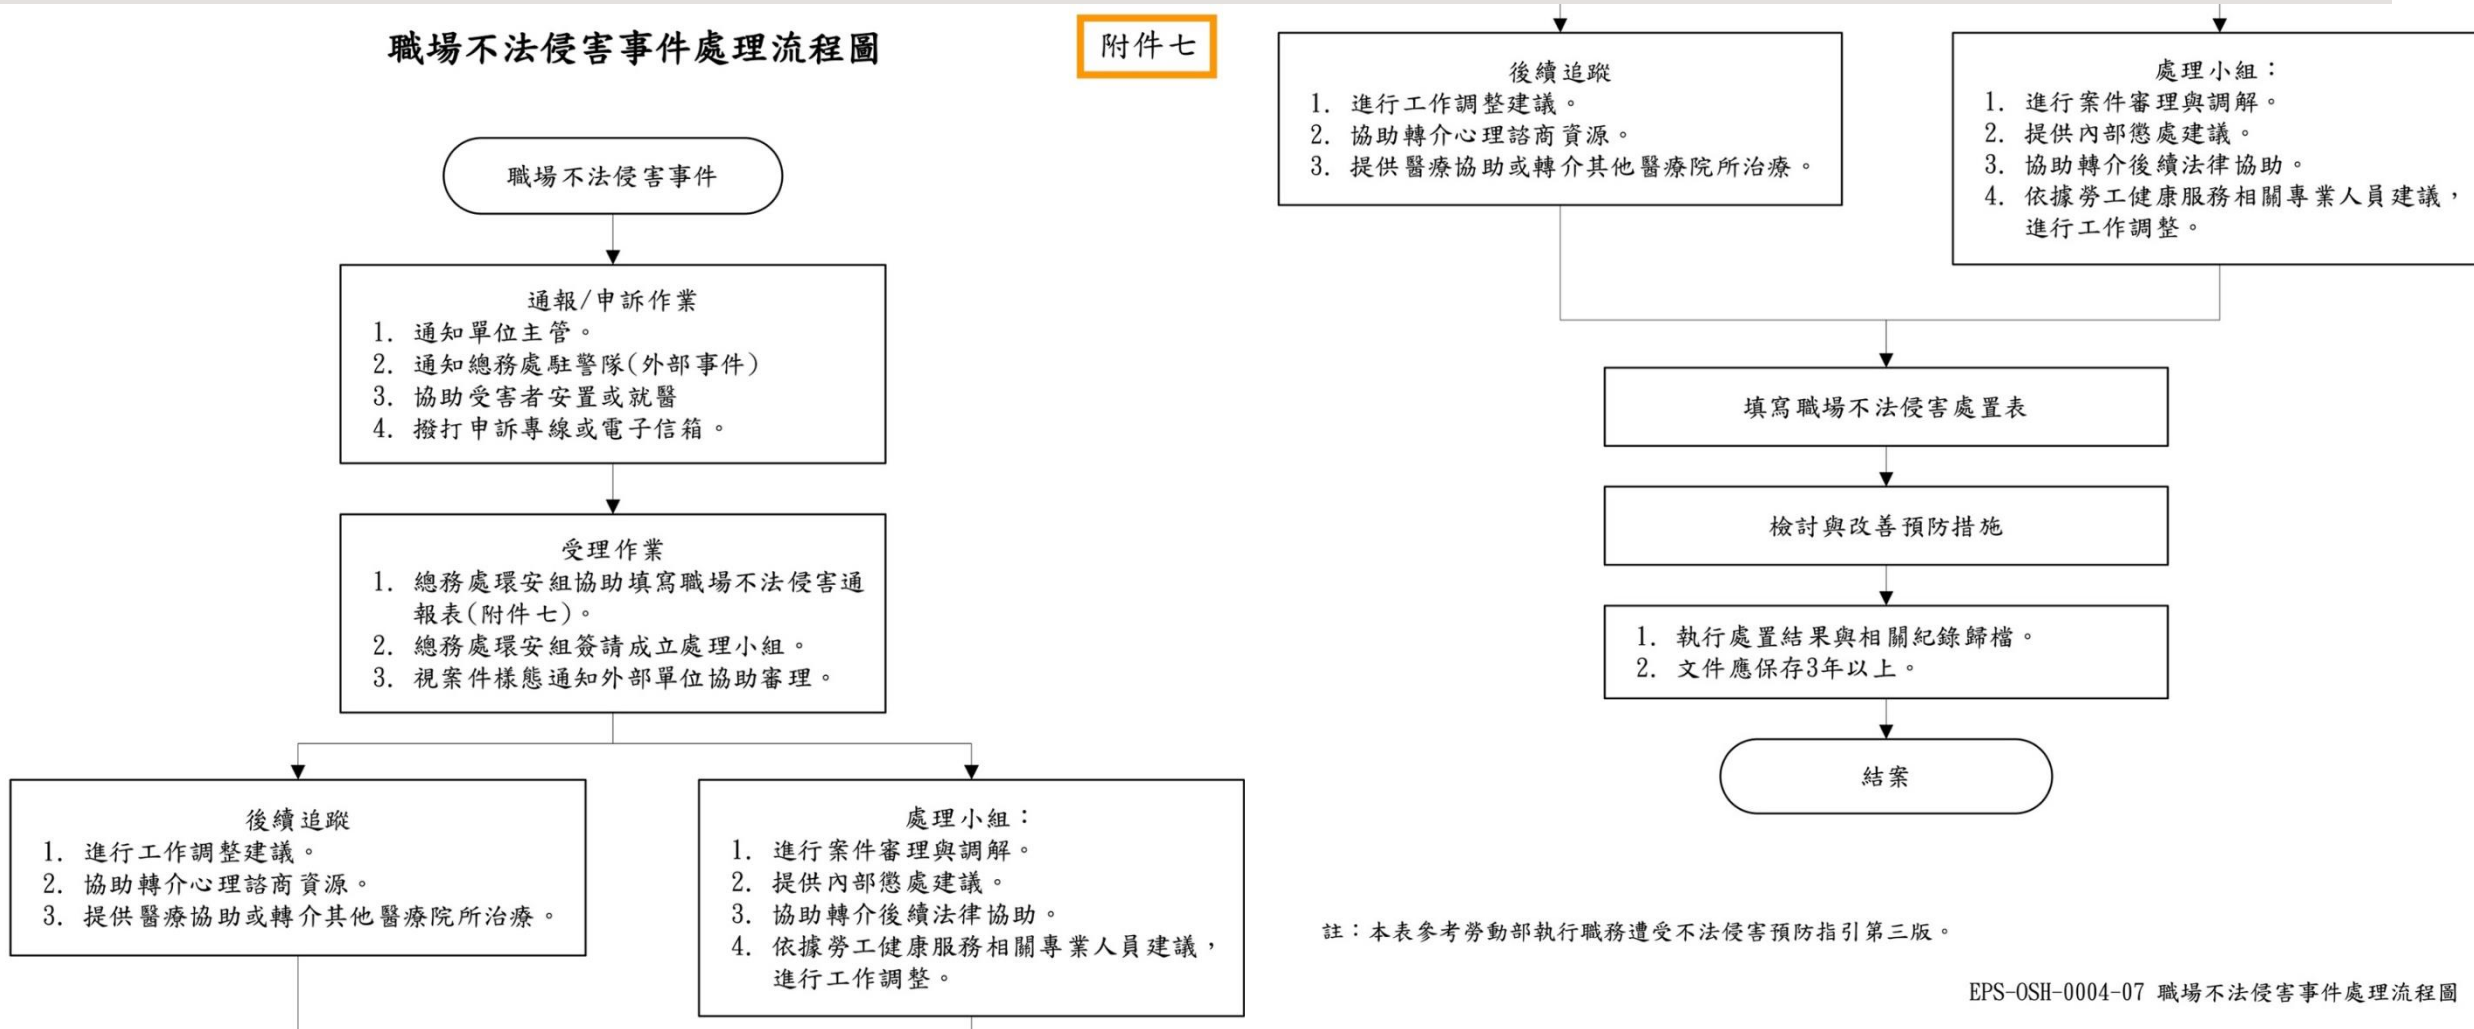 職場不法侵害事件處理流程圖
附件七
職場不法侵害事件
通報/申訴作業
1. 通知單位主管。
2. 通知總務處駐警隊(外部事件)
3. 協助受害者安置或就醫
4. 撥打申訴專線或電子信箱。
受理作業
1. 總務處環安組協助填寫職場不法侵害通
報表(附件七)。
2. 總務處環安組簽請成立處理小組。
3. 視案件樣態通知外部單位協助審理。
後續追蹤
1. 進行工作調整建議。
2. 協助轉介心理諮商資源。
3. 提供醫療協助或轉介其他醫療院所治療。
處理小組：
1. 進行案件審理與調解。
2. 提供內部懲處建議。
3. 協助轉介後續法律協助。
4. 依據勞工健康服務相關專業人員建議，
進行工作調整。
後續追蹤
1. 進行工作調整建議。
2. 協助轉介心理諮商資源。
3. 提供醫療協助或轉介其他醫療院所治療。
處理小組：
1. 進行案件審理與調解。
2. 提供內部懲處建議。
3. 協助轉介後續法律協助。
4. 依據勞工健康服務相關專業人員建議，
進行工作調整。
填寫職場不法侵害處置表
檢討與改善預防措施
1. 執行處置結果與相關紀錄歸檔。
2. 文件應保存3年以上。
結案
註：本表參考勞動部執行職務遭受不法侵害預防指引第三版。
EPS-OSH-0004-07 職場不法侵害事件處理流程圖